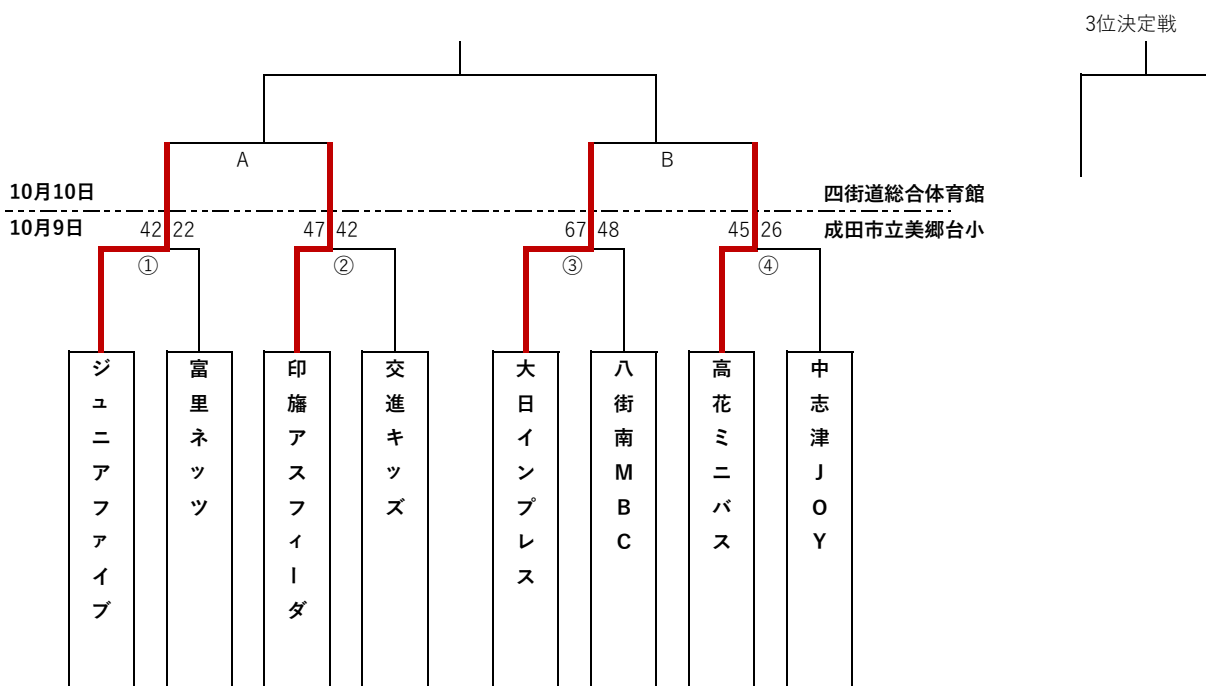 3位決定戦
A
B
10月10日
四街道総合体育館
10月9日
42 22
47 42
67 48
45 26
成田市立美郷台小
①
②
③
④
ジュニアファイブ
富里ネッツ
印旛アスフィーダ
交進キッズ
大日インプレス
八街南MBC
高花ミニバス
中志津JOY